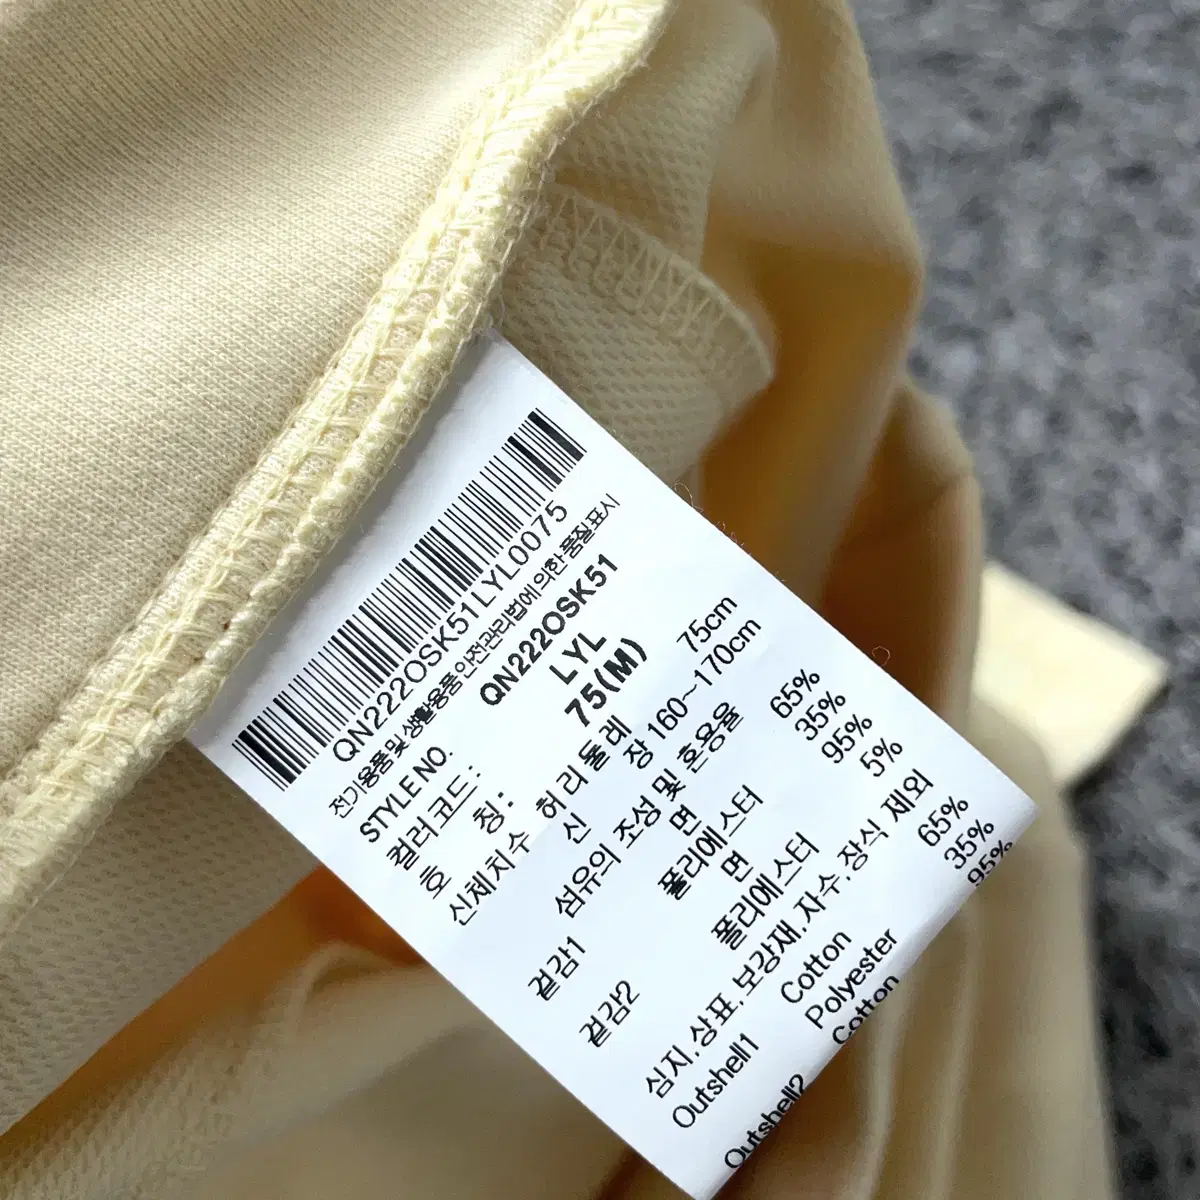 QN222OSK51LYL0075
전기용품 및 생활용품 안전관리법에 의한 품질표시
STYLE NO. QN222OSK51
컬러코드: LYL
호 칭: 75(M)
신체치수 허리 둘레 75cm
신 장 160~170cm
섬유의 조성 및 혼용율
겉감1 면 65%
폴리에스터 35%
겉감2 면 95%
폴리에스터 5%
심지, 상표, 보강재, 자수, 장식 제외
Outshell1 Cotton 65%
Polyester 35%
Outshell2 Cotton 95%